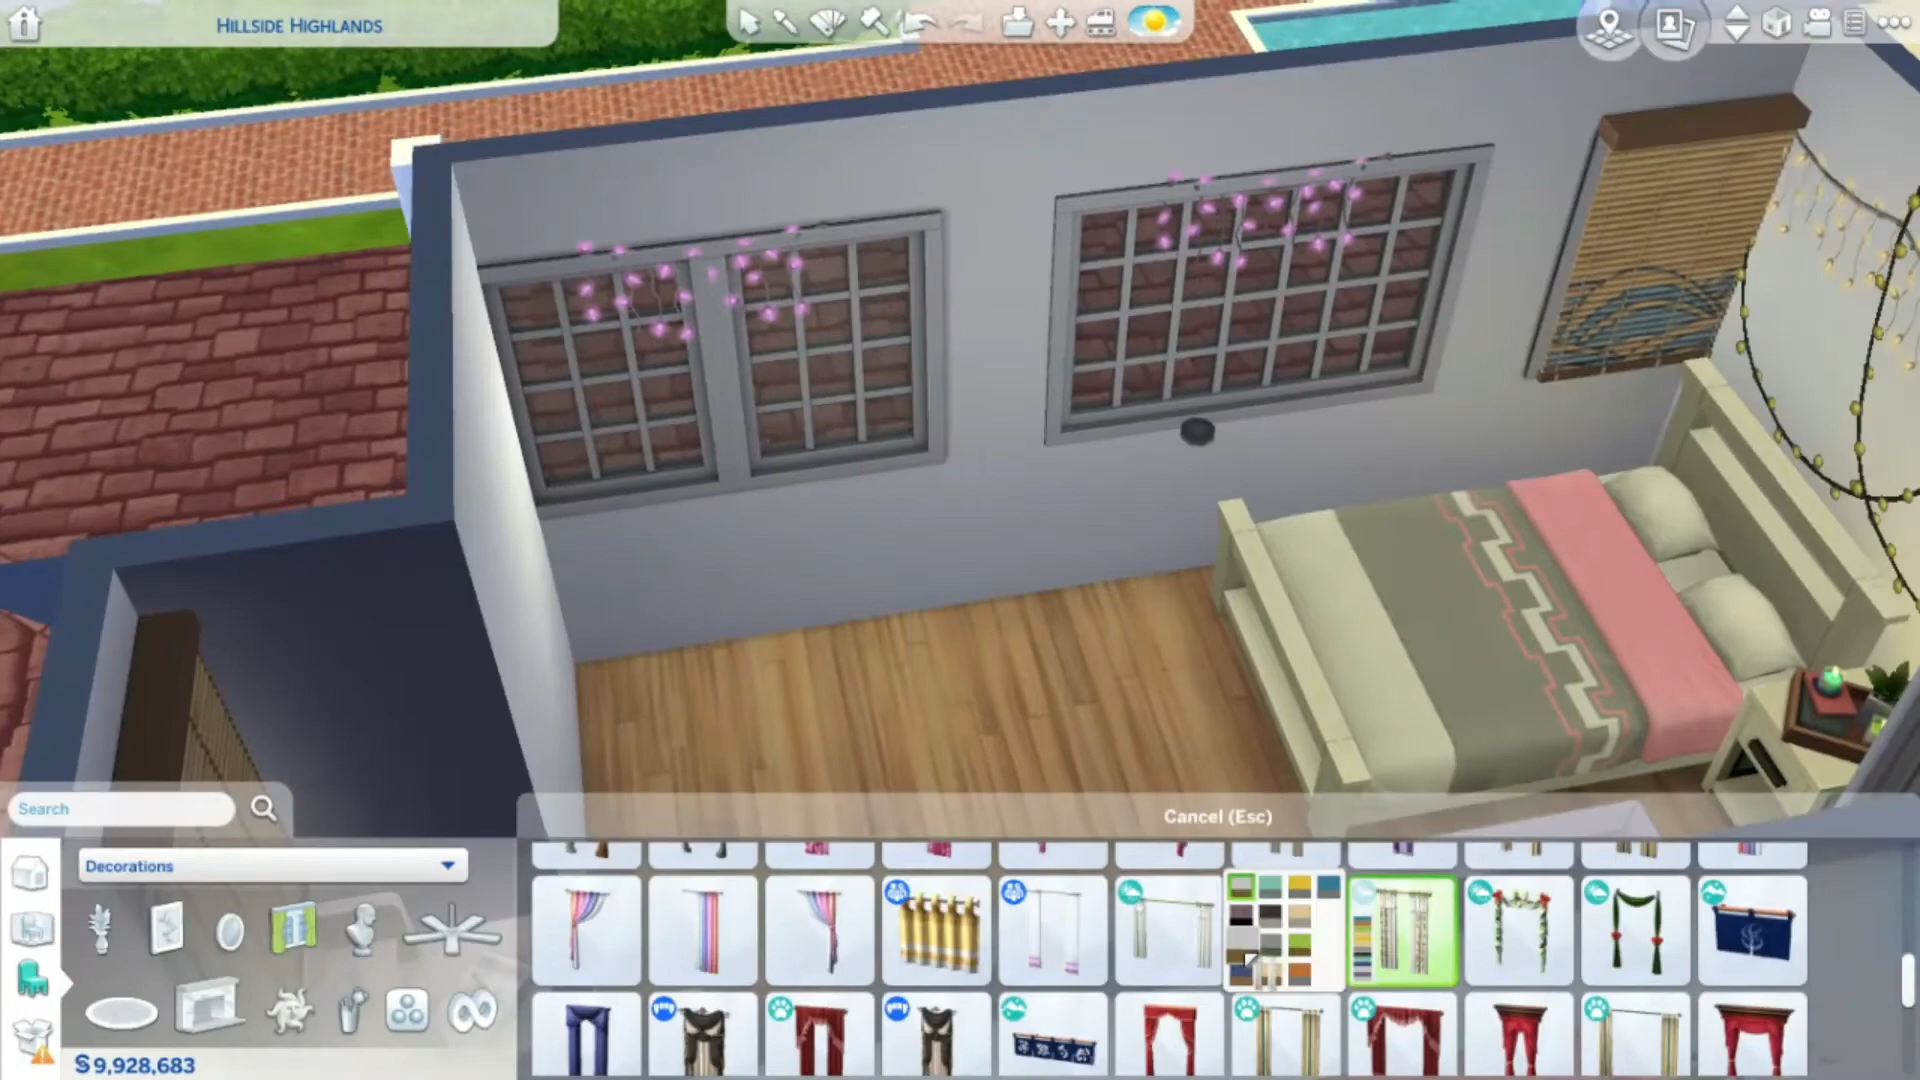 HILLSIDE HIGHLANDS
Search
Cancel (Esc)
Decorations
§9,928,683